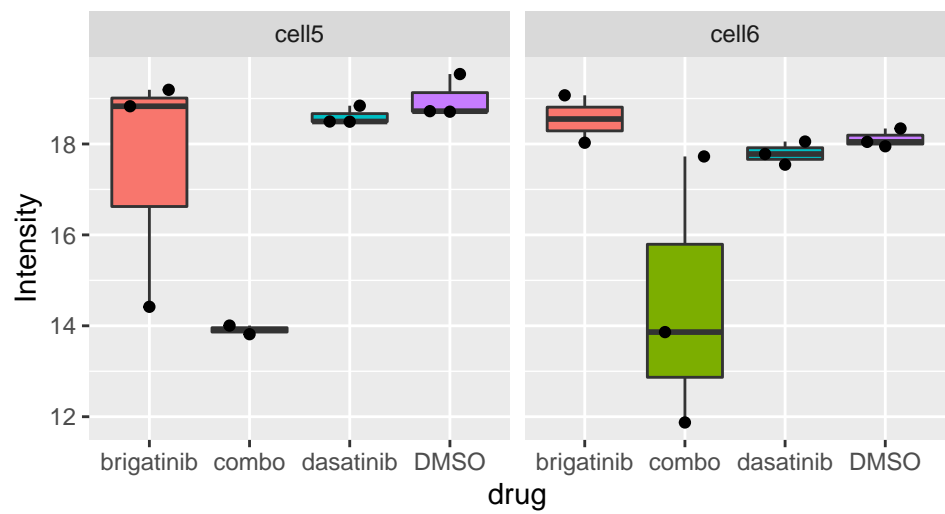 cell5 cell6
Intensity
18
16
14
12
brigatinib combo dasatinib DMSO brigatinib combo dasatinib DMSO
drug